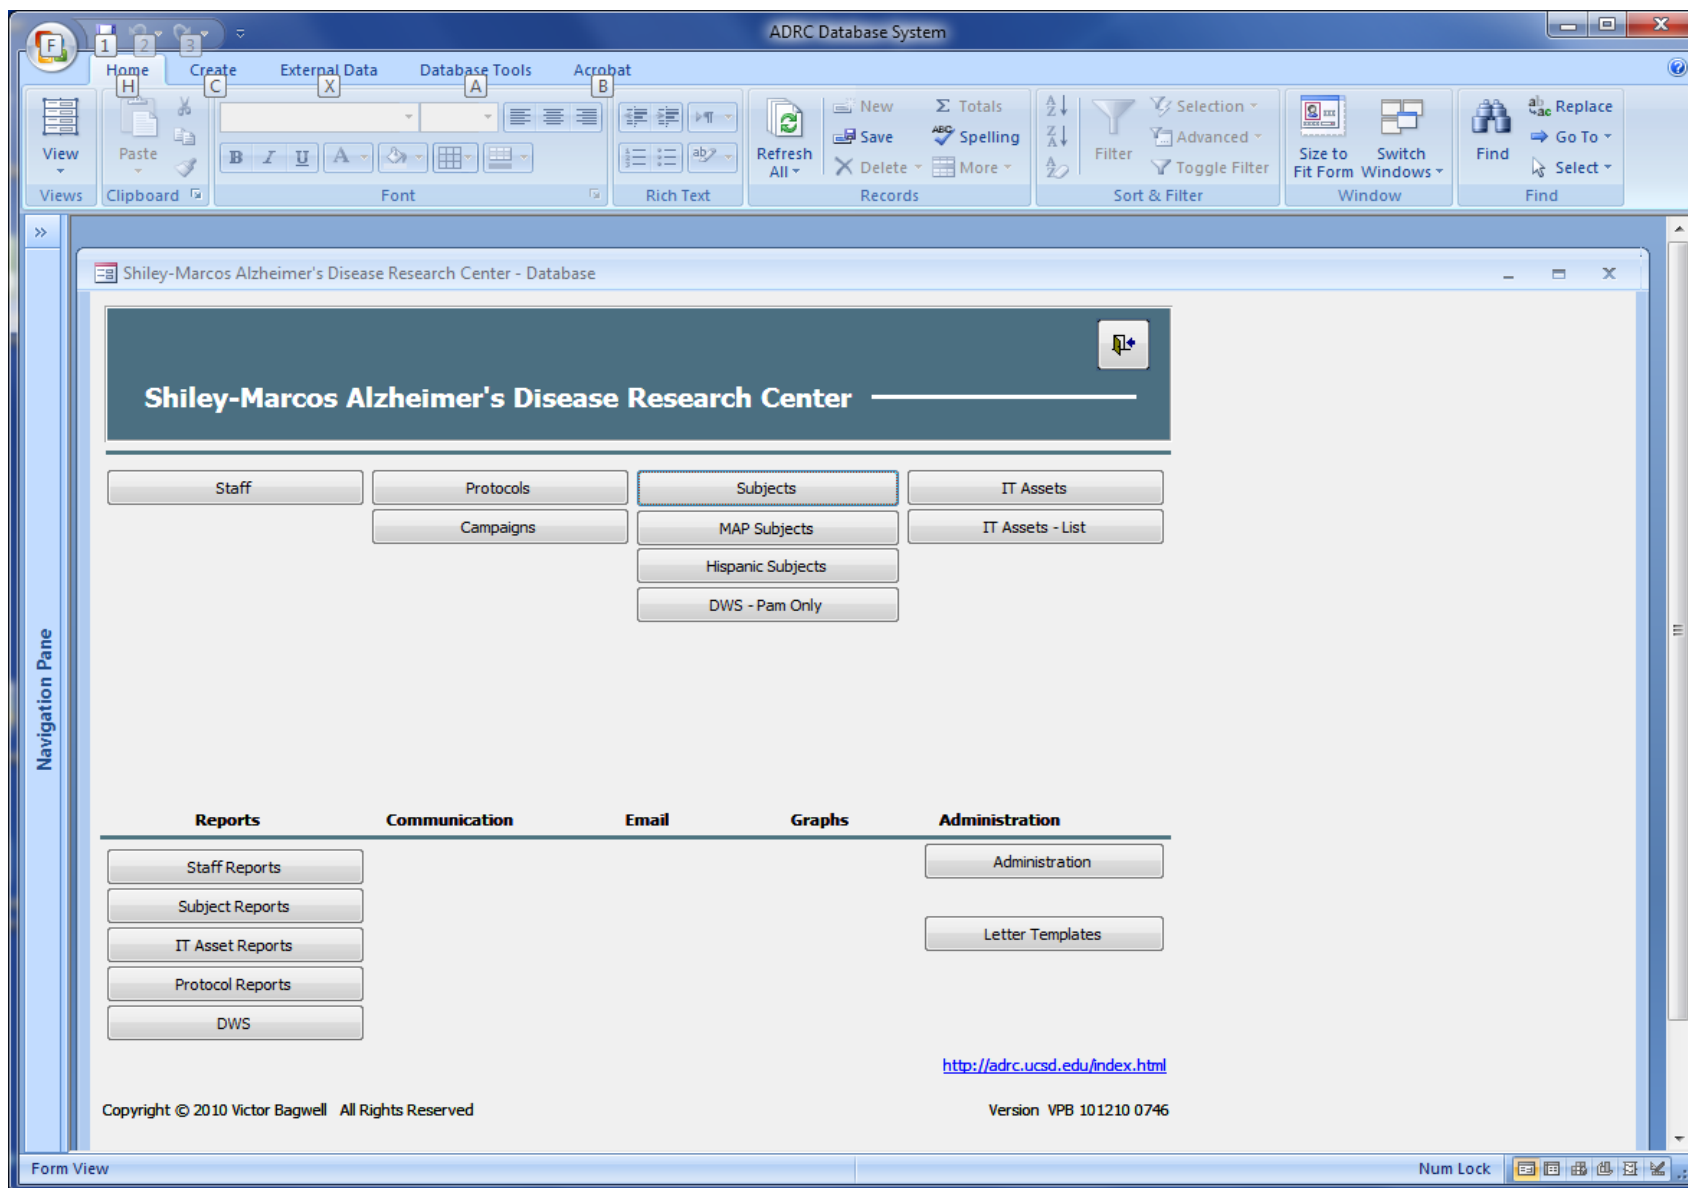 ADRC Database System
F 1 2 3
Home Create External Data Database Tools Acrobat
H C X A B
View Paste B I U A ab Refresh All New Save Delete Σ Totals ABC Spelling More Filter Selection Advanced Toggle Filter Size to Fit Form Switch Windows Find ab ac Replace Go To Select
Views Clipboard Font Rich Text Records Sort & Filter Window Find
»
Navigation Pane
Shiley-Marcos Alzheimer's Disease Research Center - Database
Shiley-Marcos Alzheimer's Disease Research Center
Staff Protocols Subjects IT Assets
Campaigns MAP Subjects IT Assets - List
Hispanic Subjects
DWS - Pam Only
Reports Communication Email Graphs Administration
Staff Reports Administration
Subject Reports
IT Asset Reports Letter Templates
Protocol Reports
DWS
http://adrc.ucsd.edu/index.html
Copyright © 2010 Victor Bagwell All Rights Reserved Version VPB 101210 0746
Form View Num Lock